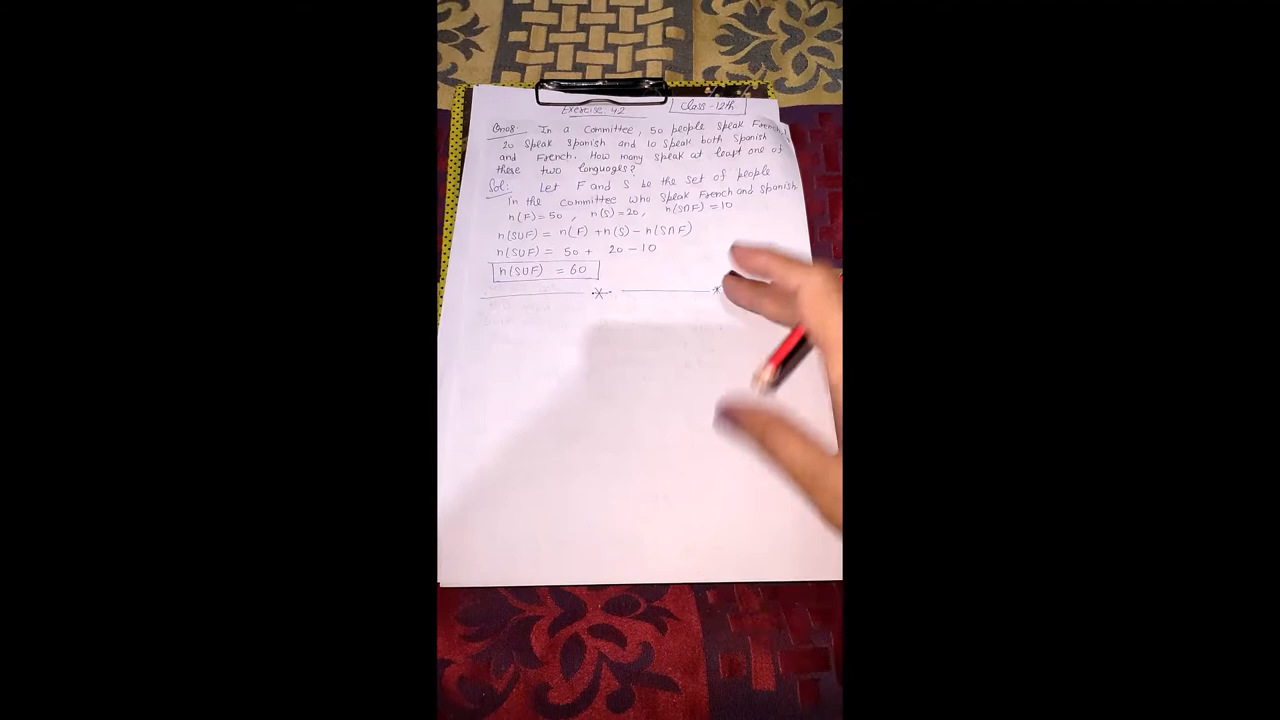 Exercise: 4.2
Class-12th
Qno8. In a Committee, 50 people speak French,
20 speak Spanish and 10 speak both Spanish
and French. How many speak at least one of
these two languages?
Sol: Let F and S be the set of people
In the committee who speak French and Spanish.
n(F)=50, n(S)=20, n(S∩F)=10
n(S∪F) = n(F) +n(S) - n(S∩F)
n(S∪F) = 50 + 20 - 10
n(S∪F) = 60